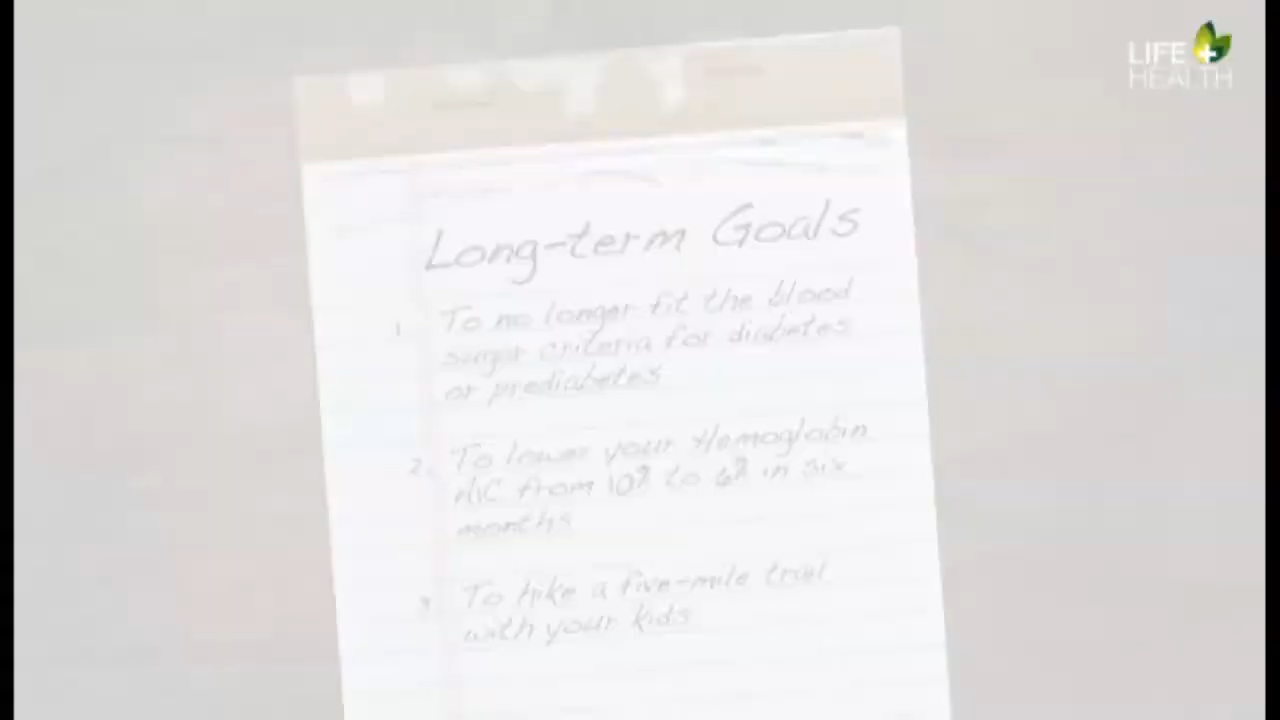 LIFE
HEALTH
Long-term Goals
1. To no longer fit the blood
sugar criteria for diabetes
or prediabetes
2. To lower your Hemoglobin
A1C from 10% to 6% in six
months
3. To hike a five-mile trail
with your kids